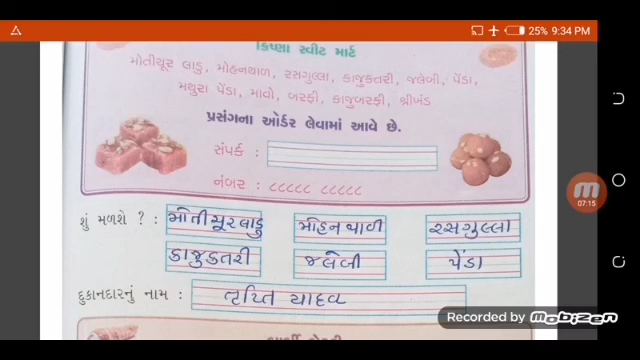 25% 9:34 PM
ક્રિષ્ણા સ્વીટ માર્ટ
મોતીચૂર લાડુ, મોહનથાળ, રસગુલ્લા, કાજુકતરી, જલેબી, પેંડા,
મથુરા પેંડા, માવો, બરફી, કાજુબરફી, શ્રીખંડ
પ્રસંગના ઓર્ડર લેવામાં આવે છે.
સંપર્ક :
નંબર : ૮૮૮૮૮ ૮૮૮૮૮
07:15
શું મળશે ? : મોતીચૂરલાડુ મોહનથાળ રસગુલ્લા
કાજુકતરી જલેબી પેંડા
દુકાનદારનું નામ : તૃપ્તિ યાદવ
Recorded by Mobizen